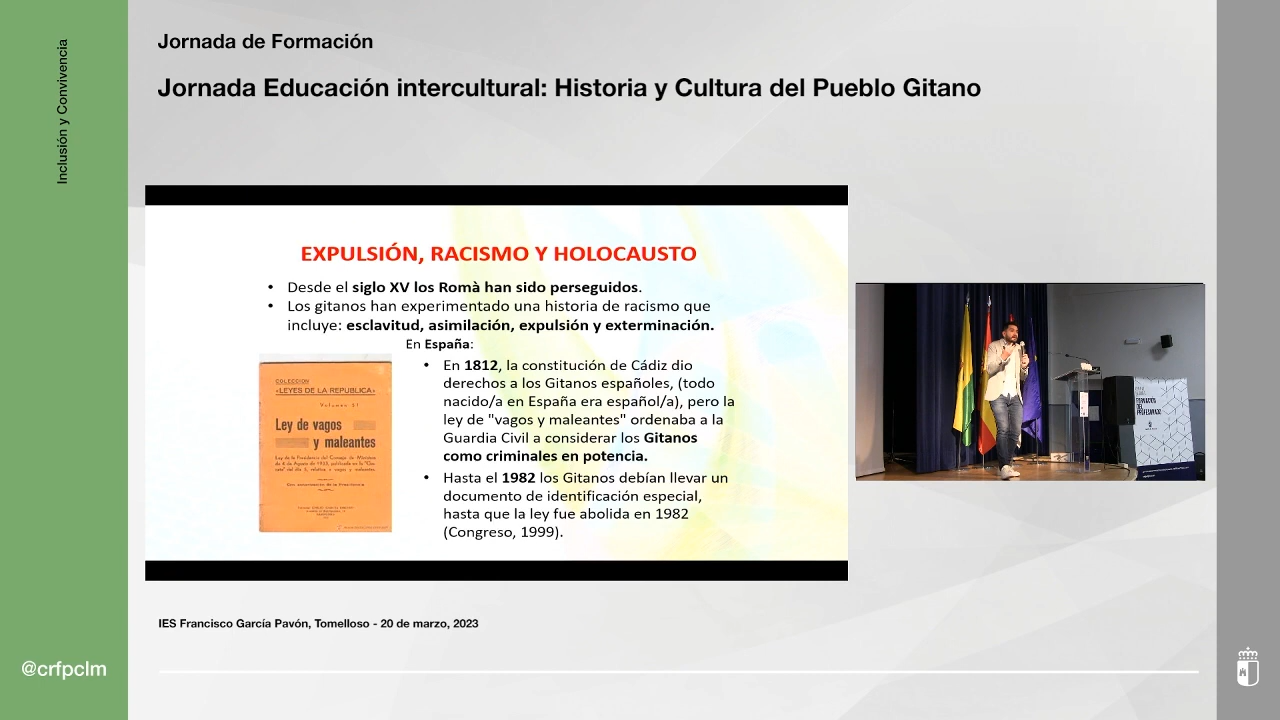 Inclusión y Convivencia
Jornada de Formación
Jornada Educación intercultural: Historia y Cultura del Pueblo Gitano
EXPULSIÓN, RACISMO Y HOLOCAUSTO
• Desde el siglo XV los Romà han sido perseguidos.
• Los gitanos han experimentado una historia de racismo que
incluye: esclavitud, asimilación, expulsión y exterminación.
En España:
• En 1812, la constitución de Cádiz dio
derechos a los Gitanos españoles, (todo
nacido/a en España era español/a), pero la
ley de "vagos y maleantes" ordenaba a la
Guardia Civil a considerar los Gitanos
como criminales en potencia.
• Hasta el 1982 los Gitanos debían llevar un
documento de identificación especial,
hasta que la ley fue abolida en 1982
(Congreso, 1999).
COLECCION
«LEYES DE LA REPUBLICA»
Ley de vagos
y maleantes
IES Francisco García Pavón, Tomelloso - 20 de marzo, 2023
@crfpclm